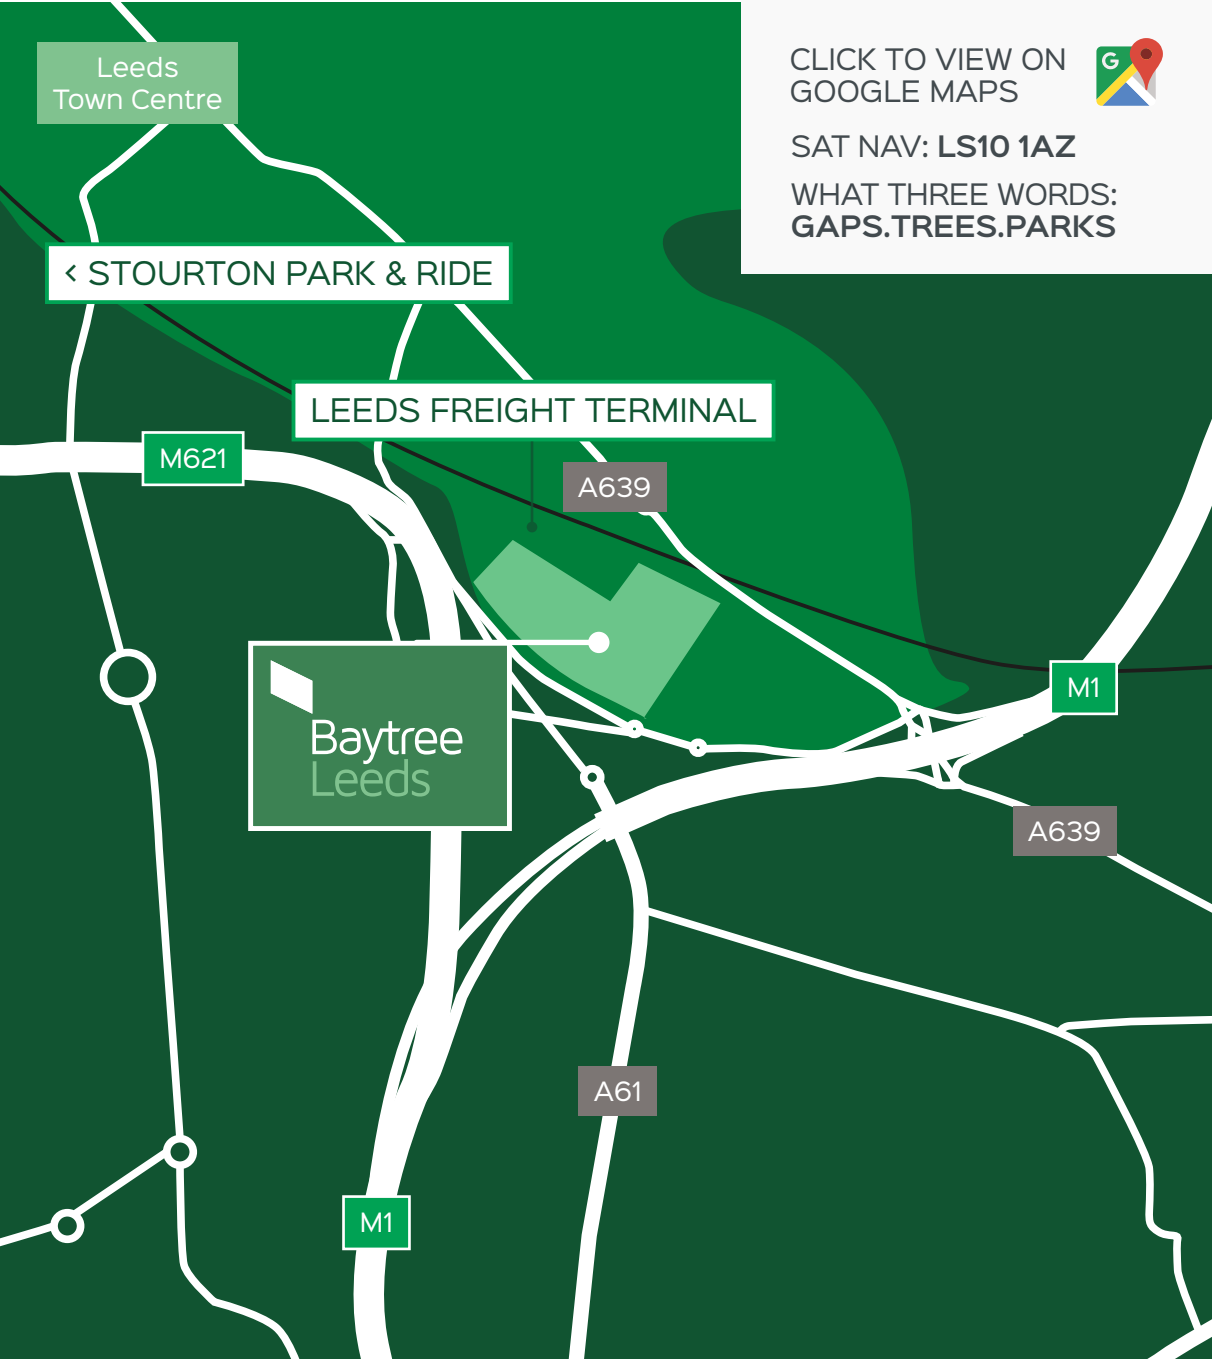 Leeds
Town Centre
CLICK TO VIEW ON
GOOGLE MAPS
G
SAT NAV: LS10 1AZ
WHAT THREE WORDS:
GAPS.TREES.PARKS
< STOURTON PARK & RIDE
LEEDS FREIGHT TERMINAL
M621
A639
M1
Baytree
Leeds
A639
A61
M1